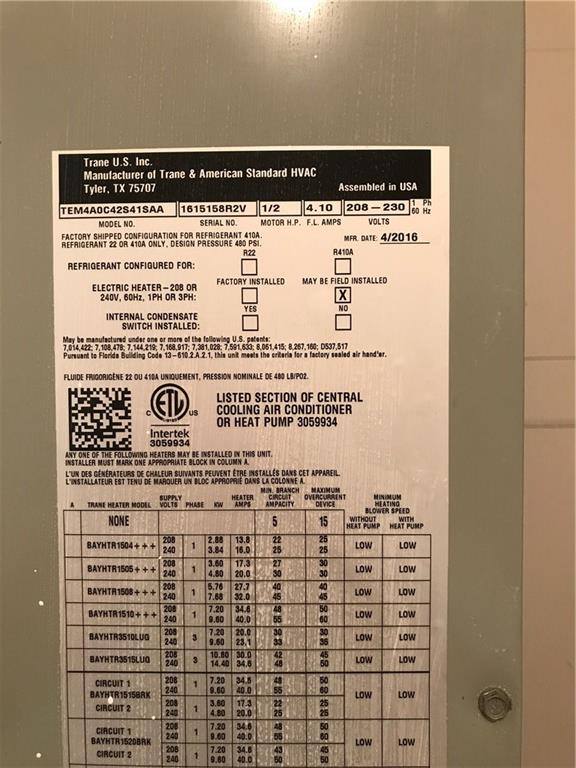 Trane U.S. Inc.
Manufacturer of Trane & American Standard HVAC
Tyler, TX 75707 Assembled in USA
TEM4A0C42S41SAA 1615158R2V 1/2 4.10 208 – 230 1 Ph 60 Hz
MODEL NO. SERIAL NO. MOTOR H.P. F.L. AMPS VOLTS
FACTORY SHIPPED CONFIGURATION FOR REFRIGERANT 410A.
REFRIGERANT 22 OR 410A ONLY, DESIGN PRESSURE 480 PSI. MFR. DATE: 4/2016
R22 R410A
REFRIGERANT CONFIGURED FOR:
FACTORY INSTALLED MAY BE FIELD INSTALLED
ELECTRIC HEATER – 208 OR
240V, 60Hz, 1PH OR 3PH: X
YES NO
INTERNAL CONDENSATE
SWITCH INSTALLED:
May be manufactured under one or more of the following U.S. patents:
7,014,422; 7,108,478; 7,144,219; 7,168,917; 7,381,028; 7,591,633; 8,061,415; 8,267,160; D537,517
Pursuant to Florida Building Code 13–610.2.A.2.1, this unit meets the criteria for a factory sealed air handler.
FLUIDE FRIGORIGÈNE 22 OU 410A UNIQUEMENT, PRESSION NOMINALE DE 480 LB/PO2.
C ETL US
Intertek
3059934
LISTED SECTION OF CENTRAL
COOLING AIR CONDITIONER
OR HEAT PUMP 3059934
ANY ONE OF THE FOLLOWING HEATERS MAY BE INSTALLED IN THIS UNIT.
INSTALLER MUST MARK ONE APPROPRIATE BLOCK IN COLUMN A.
L'UN DES GÉNÉRATEURS DE CHALEUR SUIVANTS PEUVENT ÊTRE INSTALLÉS DANS CET APPAREIL.
L'INSTALLATEUR EST TENU DE MARQUER UN BLOC APPROPRIÉ DANS LA COLONNE A.
A TRANE HEATER MODEL SUPPLY VOLTS PHASE KW HEATER AMPS MIN. BRANCH CIRCUIT AMPACITY MAXIMUM OVERCURRENT DEVICE MINIMUM HEATING BLOWER SPEED
WITHOUT HEAT PUMP WITH HEAT PUMP
NONE 5 15
BAYHTR1504+++ 208 1 2.88 13.8 22 25 LOW LOW
240 3.84 16.0 25 25
BAYHTR1505+++ 208 1 3.60 17.3 27 30 LOW LOW
240 4.80 20.0 30 30
BAYHTR1508+++ 208 1 5.76 27.7 40 40 LOW LOW
240 7.68 32.0 45 45
BAYHTR1510+++ 208 1 7.20 34.6 48 50 LOW LOW
240 9.60 40.0 55 60
BAYHTR3510LUG 208 3 7.20 20.0 30 30 LOW LOW
240 9.60 23.1 33 35
BAYHTR3515LUG 208 3 10.80 30.0 42 45 LOW LOW
240 14.40 34.6 48 50
CIRCUIT 1 208 1 7.20 34.6 48 50
BAYHTR1515BRK 240 9.60 40.0 55 60 LOW LOW
CIRCUIT 2 208 1 3.60 17.3 22 25
240 4.80 20.0 25 25
CIRCUIT 1 208 1 7.20 34.6 48 50
BAYHTR1520BRK 240 9.60 40.0 55 60 LOW LOW
CIRCUIT 2 208 1 7.20 34.6 43 45
240 9.60 40.0 50 50